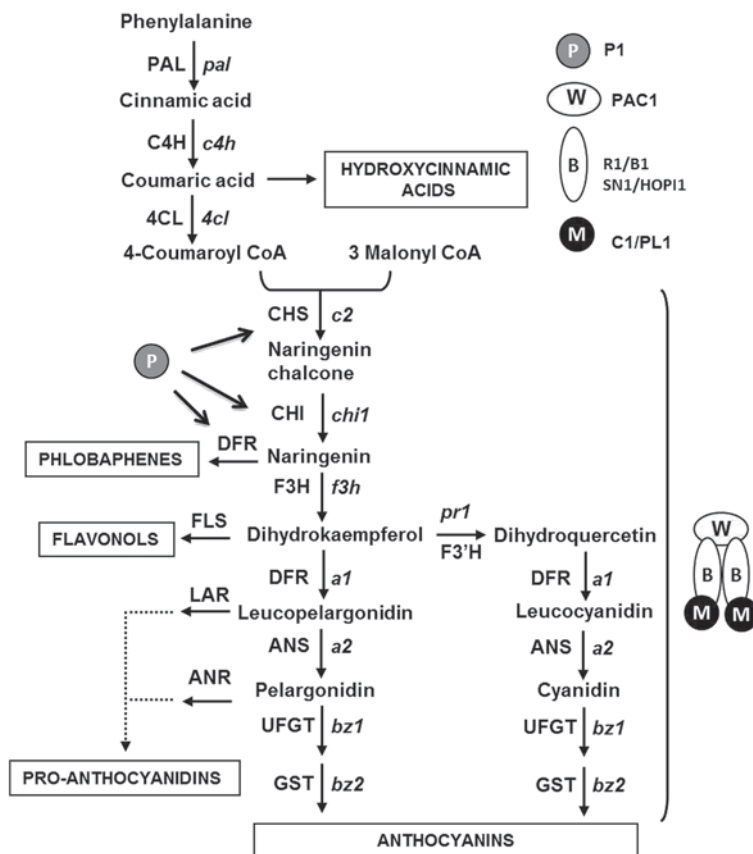 Phenylalanine
PAL pal
Cinnamic acid
C4H c4h
Coumaric acid
HYDROXYCINNAMIC
ACIDS
4CL 4cl
4-Coumaroyl CoA 3 Malonyl CoA
P P1
W PAC1
B R1/B1
SN1/HOPI1
M C1/PL1
CHS c2
Naringenin
chalcone
P
CHI chi1
DFR
PHLOBAPHENES
Naringenin
F3H f3h
FLS
FLAVONOLS
Dihydrokaempferol
pr1
F3'H
Dihydroquercetin
DFR a1
DFR a1
LAR
Leucopelargonidin
Leucocyanidin
ANS a2
ANS a2
ANR
Pelargonidin
Cyanidin
UFGT bz1
UFGT bz1
PRO-ANTHOCYANIDINS
GST bz2
GST bz2
ANTHOCYANINS
W
B B
M M